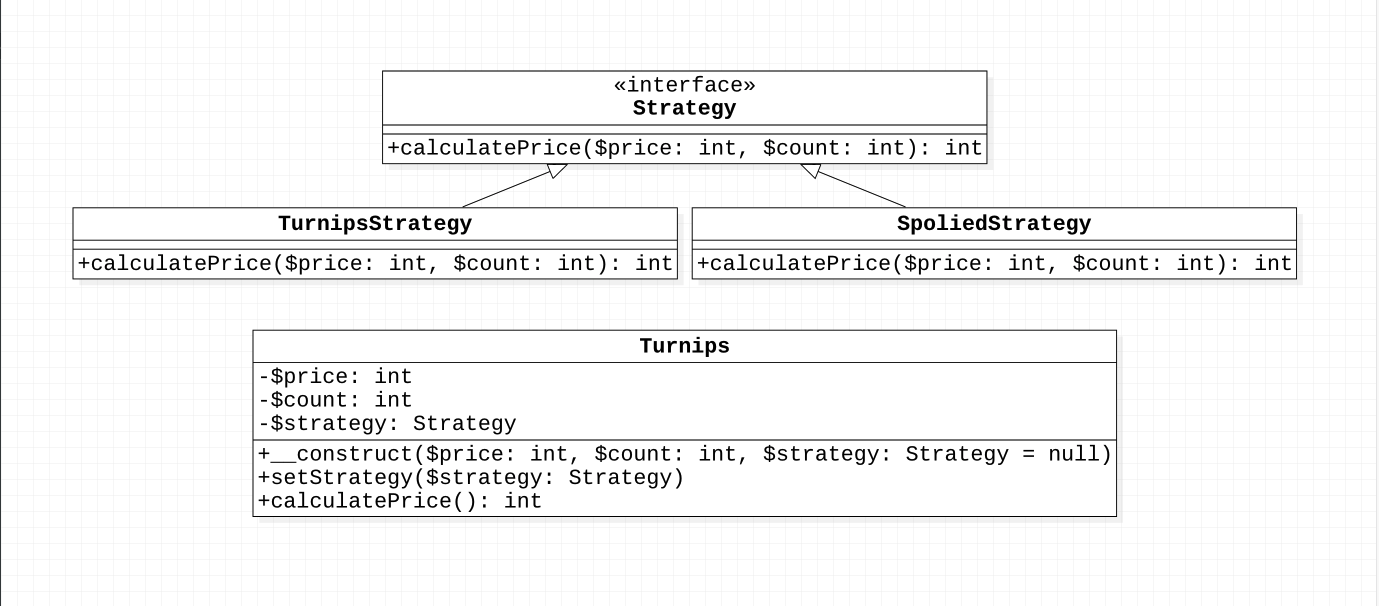 «interface»
Strategy
+calculatePrice($price: int, $count: int): int
TurnipsStrategy
+calculatePrice($price: int, $count: int): int
SpoliedStrategy
+calculatePrice($price: int, $count: int): int
Turnips
-$price: int
-$count: int
-$strategy: Strategy
+__construct($price: int, $count: int, $strategy: Strategy = null)
+setStrategy($strategy: Strategy)
+calculatePrice(): int